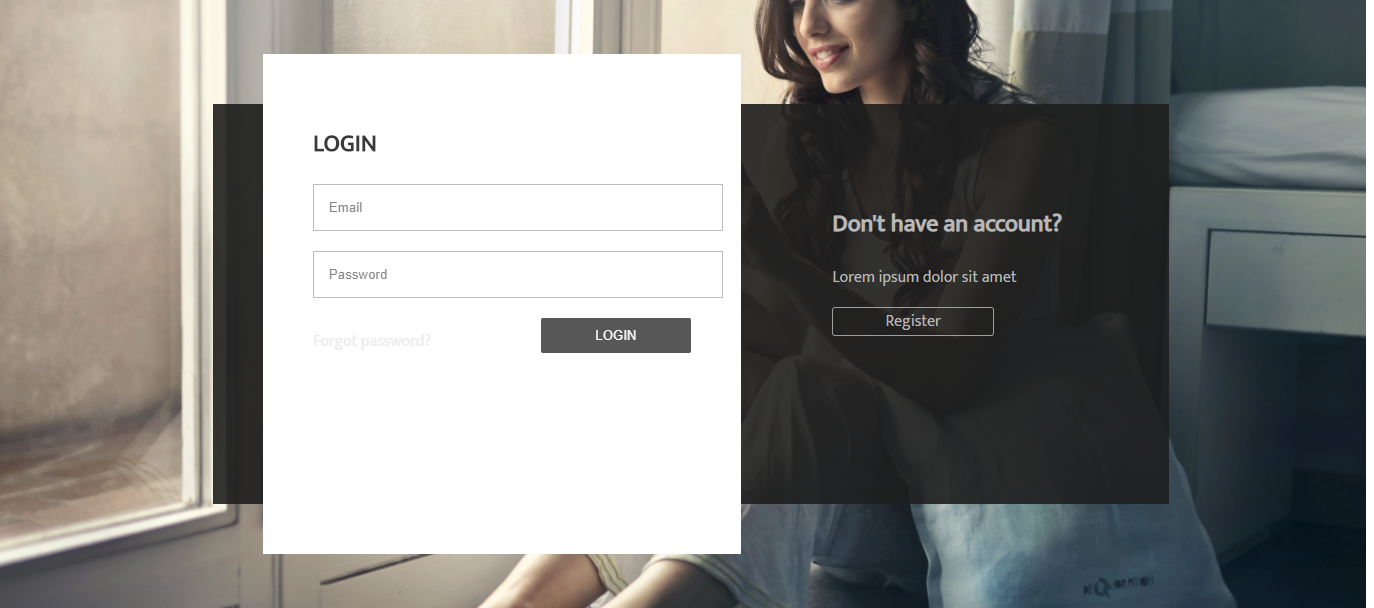 LOGIN
Email
Password
Forgot password?
LOGIN
Don't have an account?
Lorem ipsum dolor sit amet
Register